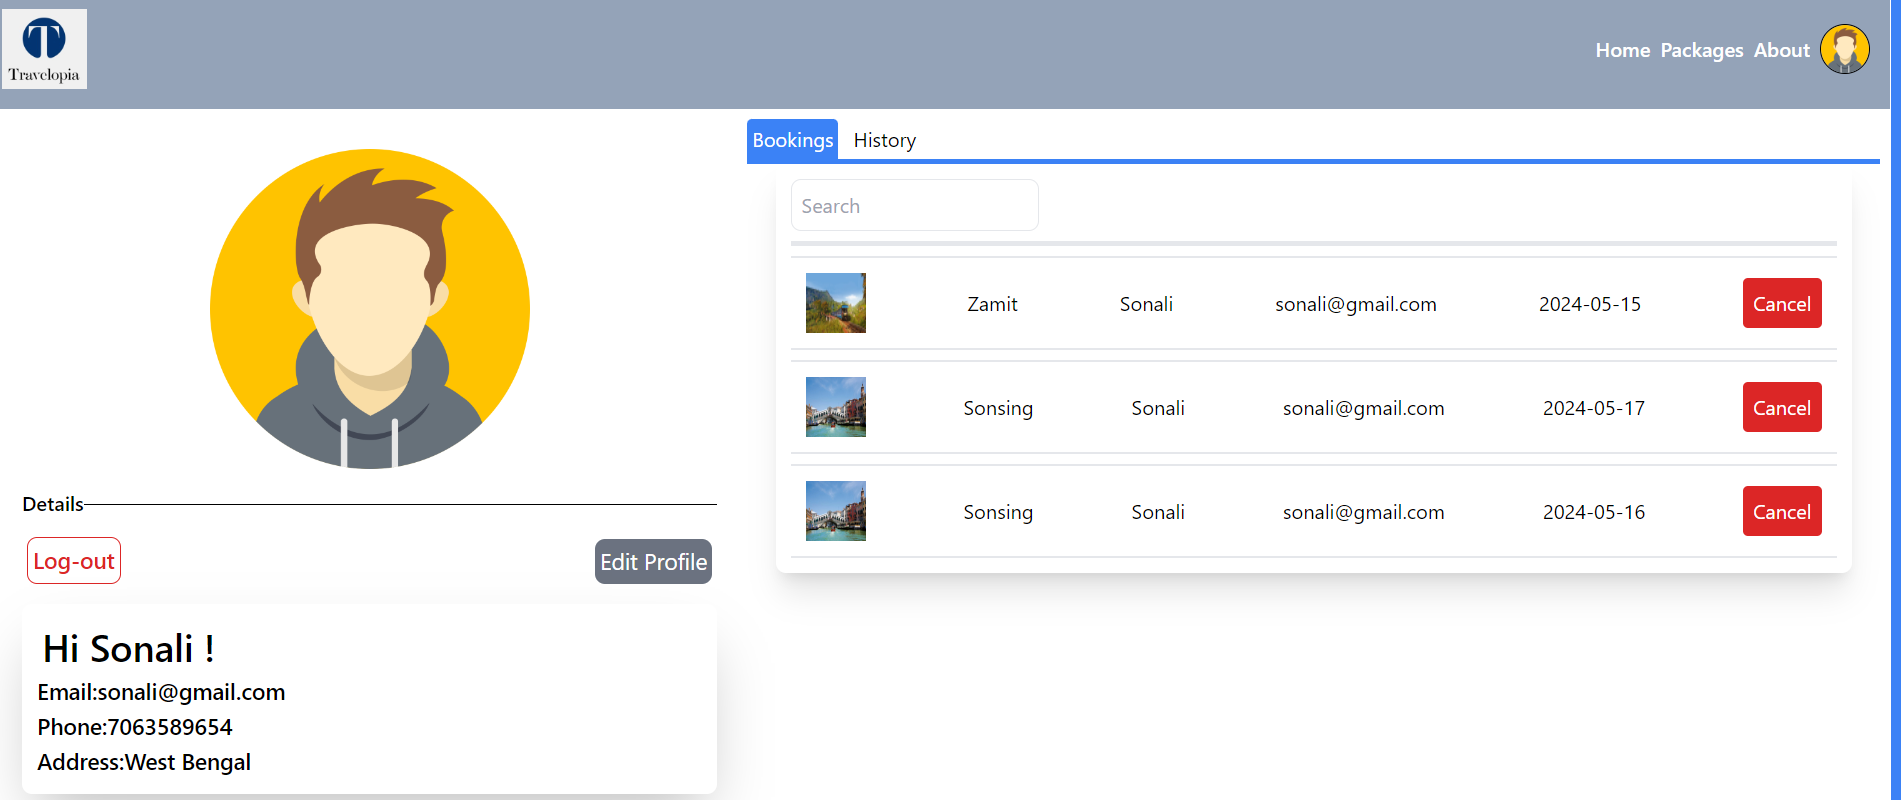 Travelopia
Home Packages About
Bookings History
Search
Zamit Sonali sonali@gmail.com 2024-05-15 Cancel
Sonsing Sonali sonali@gmail.com 2024-05-17 Cancel
Sonsing Sonali sonali@gmail.com 2024-05-16 Cancel
Details
Log-out Edit Profile
Hi Sonali !
Email:sonali@gmail.com
Phone:7063589654
Address:West Bengal